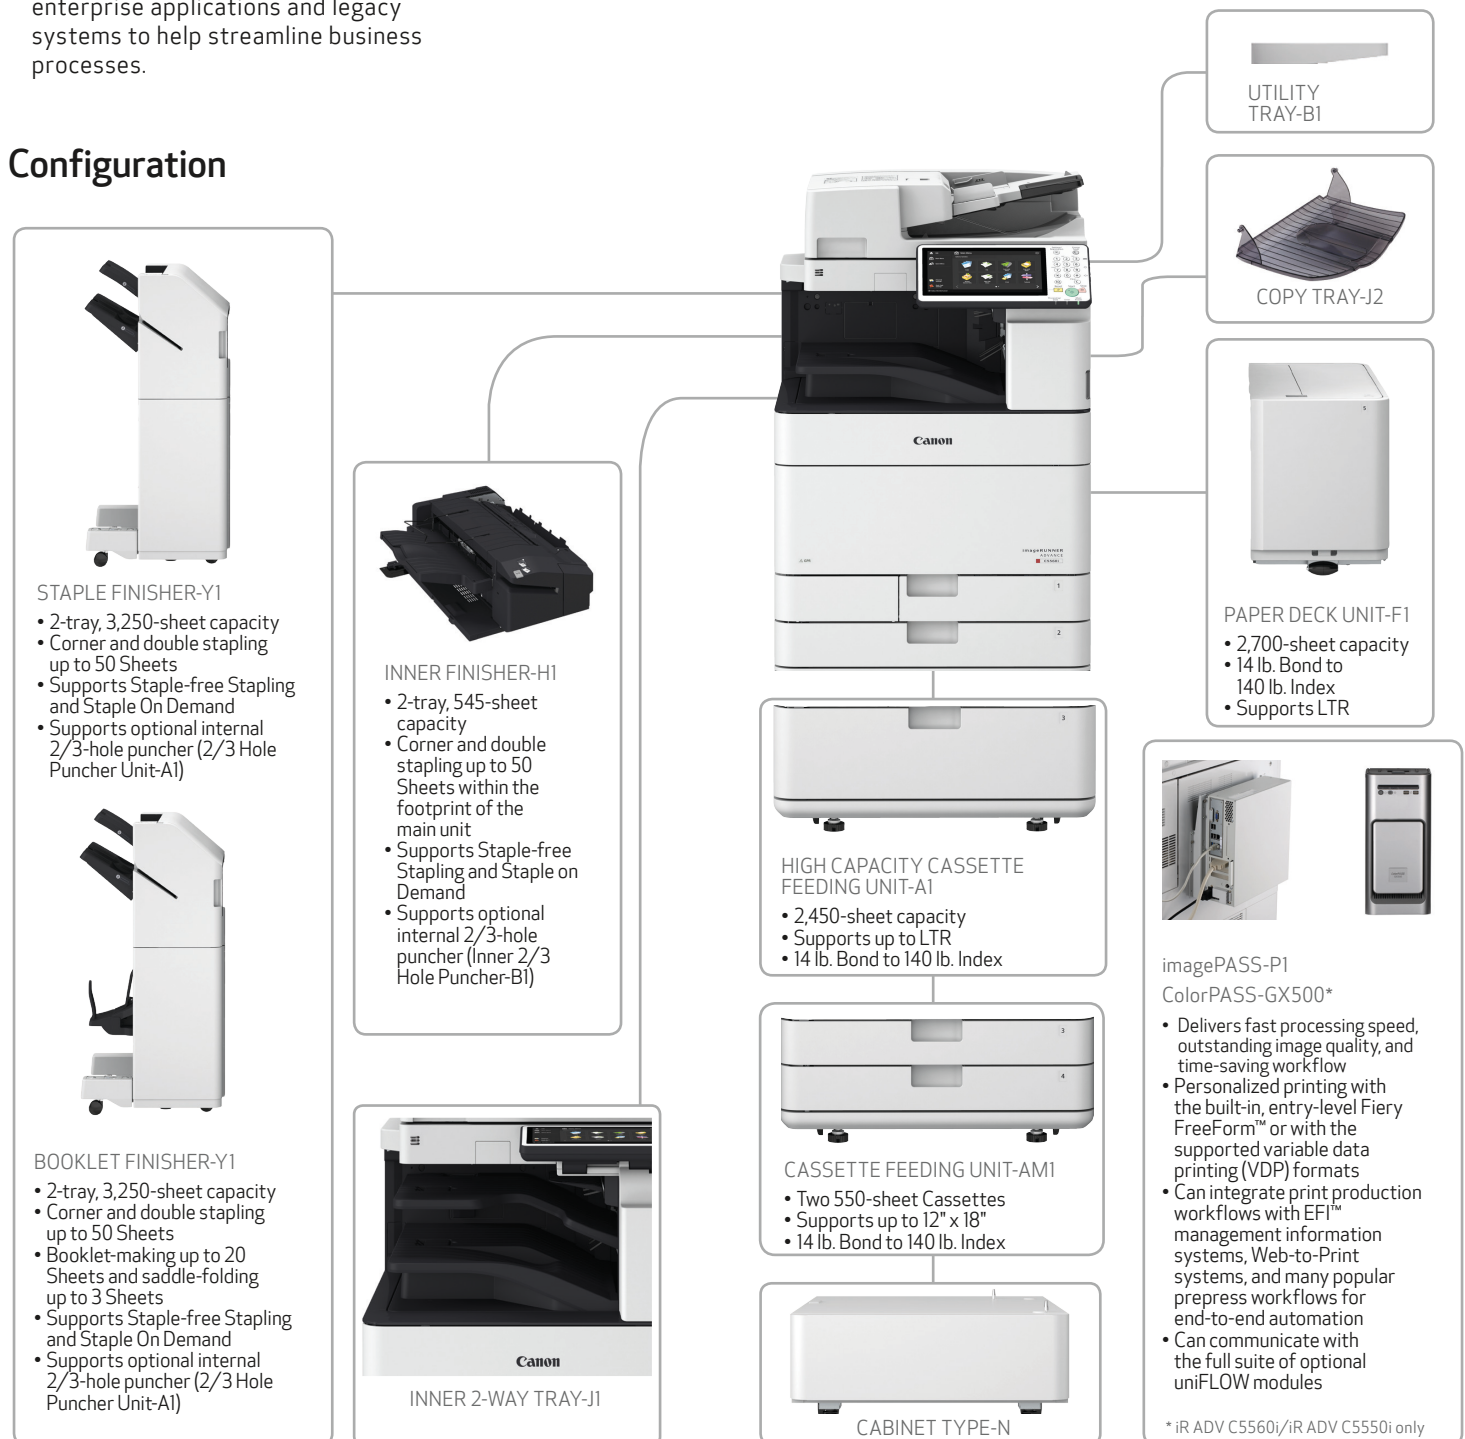 enterprise applications and legacy
systems to help streamline business
processes.
Configuration
STAPLE FINISHER-Y1
• 2-tray, 3,250-sheet capacity
• Corner and double stapling
up to 50 Sheets
• Supports Staple-free Stapling
and Staple On Demand
• Supports optional internal
2/3-hole puncher (2/3 Hole
Puncher Unit-A1)
BOOKLET FINISHER-Y1
• 2-tray, 3,250-sheet capacity
• Corner and double stapling
up to 50 Sheets
• Booklet-making up to 20
Sheets and saddle-folding
up to 3 Sheets
• Supports Staple-free Stapling
and Staple On Demand
• Supports optional internal
2/3-hole puncher (2/3 Hole
Puncher Unit-A1)
INNER FINISHER-H1
• 2-tray, 545-sheet
capacity
• Corner and double
stapling up to 50
Sheets within the
footprint of the
main unit
• Supports Staple-free
Stapling and Staple on
Demand
• Supports optional
internal 2/3-hole
puncher (Inner 2/3
Hole Puncher-B1)
Canon
INNER 2-WAY TRAY-J1
Canon
imageRUNNER
ADVANCE
1
2
3
HIGH CAPACITY CASSETTE
FEEDING UNIT-A1
• 2,450-sheet capacity
• Supports up to LTR
• 14 lb. Bond to 140 lb. Index
3
4
CASSETTE FEEDING UNIT-AM1
• Two 550-sheet Cassettes
• Supports up to 12" x 18"
• 14 lb. Bond to 140 lb. Index
CABINET TYPE-N
UTILITY
TRAY-B1
COPY TRAY-J2
5
PAPER DECK UNIT-F1
• 2,700-sheet capacity
• 14 lb. Bond to
140 lb. Index
• Supports LTR
imagePASS-P1
ColorPASS-GX500*
• Delivers fast processing speed,
outstanding image quality, and
time-saving workflow
• Personalized printing with
the built-in, entry-level Fiery
FreeForm™ or with the
supported variable data
printing (VDP) formats
• Can integrate print production
workflows with EFI™
management information
systems, Web-to-Print
systems, and many popular
prepress workflows for
end-to-end automation
• Can communicate with
the full suite of optional
uniFLOW modules
* iR ADV C5560i/iR ADV C5550i only